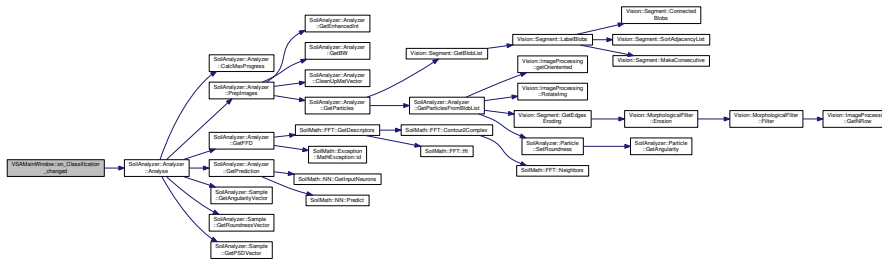 VSAMainWindow::on_Classification
_changed
SoilAnalyzer::Analyzer
::Analyse
SoilAnalyzer::Analyzer
::CalcMaxProgress
SoilAnalyzer::Analyzer
::PrepImages
SoilAnalyzer::Analyzer
::GetFFD
SoilAnalyzer::Analyzer
::GetPrediction
SoilAnalyzer::Sample
::GetAngularityVector
SoilAnalyzer::Sample
::GetRoundnessVector
SoilAnalyzer::Sample
::GetPSDVector
SoilAnalyzer::Analyzer
::GetEnhancedInt
SoilAnalyzer::Analyzer
::GetBW
SoilAnalyzer::Analyzer
::CleanUpMatVector
SoilAnalyzer::Analyzer
::GetParticles
SoilMath::FFT::GetDescriptors
SoilMath::Exception
::MathException::id
SoilMath::NN::GetInputNeurons
SoilMath::NN::Predict
Vision::Segment::GetBlobList
SoilAnalyzer::Analyzer
::GetParticlesFromBlobList
SoilMath::FFT::Contour2Complex
SoilMath::FFT::fft
Vision::Segment::LabelBlobs
Vision::ImageProcessing
::getOrientented
Vision::ImageProcessing
::RotateImg
Vision::Segment::GetEdges
Eroding
SoilAnalyzer::Particle
::SetRoundness
SoilMath::FFT::Neighbors
Vision::Segment::Connected
Blobs
Vision::Segment::SortAdjacencyList
Vision::Segment::MakeConsecutive
Vision::MorphologicalFilter
::Erosion
SoilAnalyzer::Particle
::GetAngularity
Vision::MorphologicalFilter
::Filter
Vision::ImageProcessing
::GetNRow